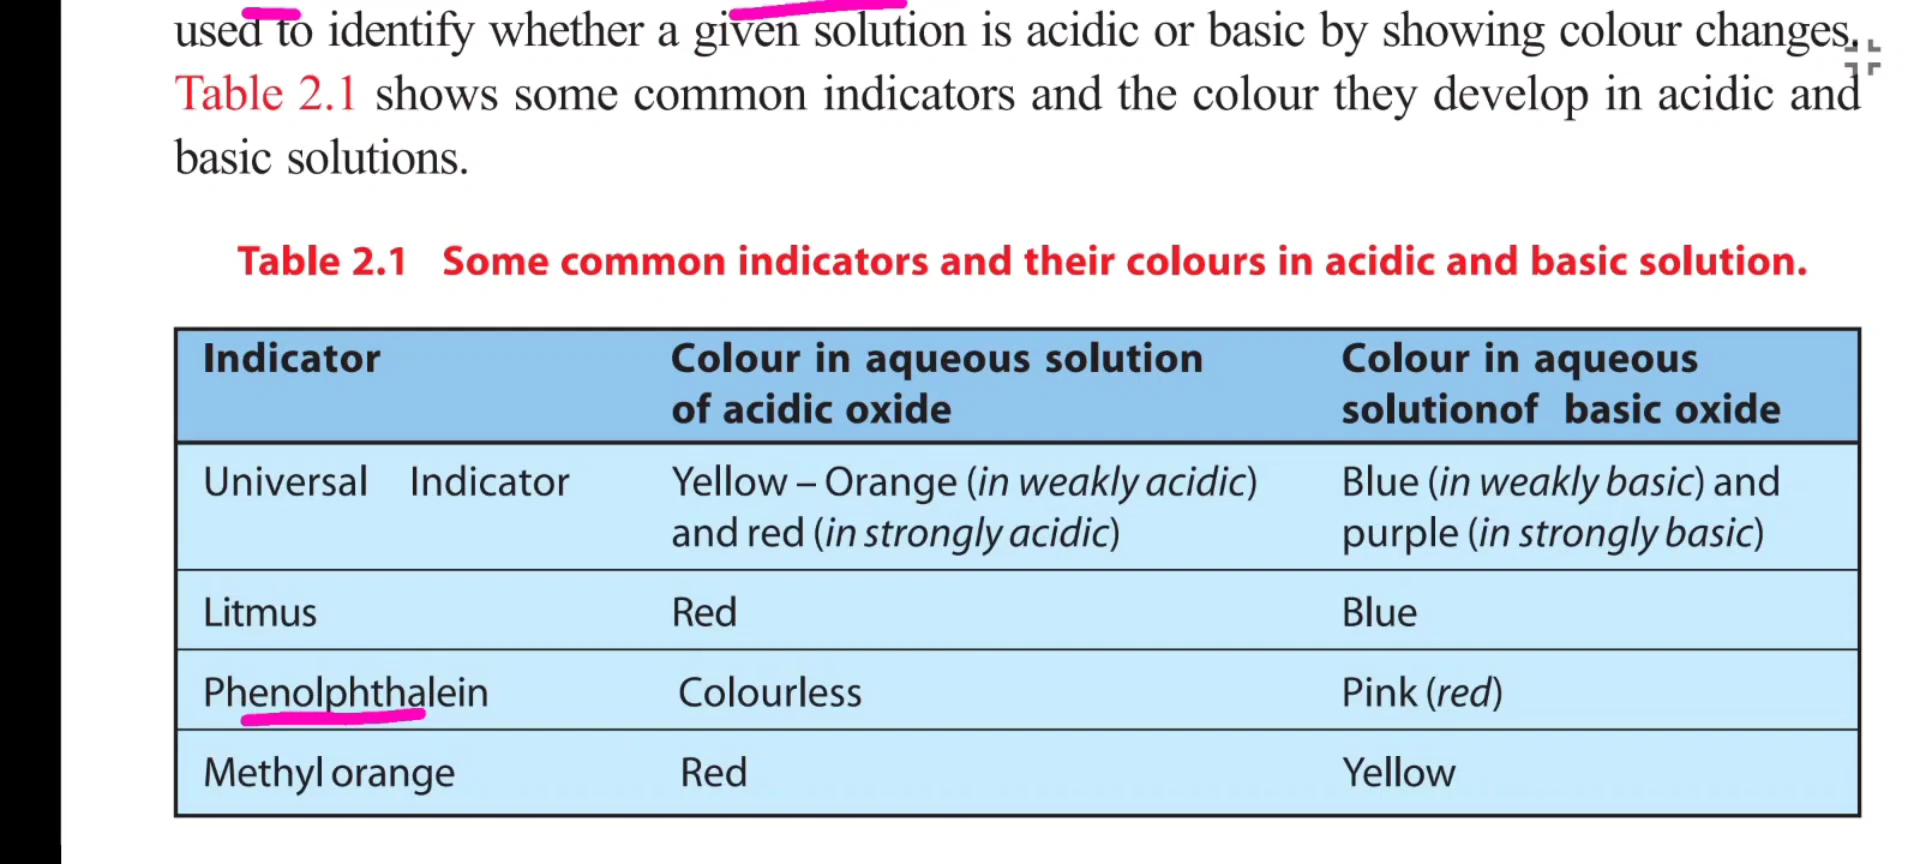 used to identify whether a given solution is acidic or basic by showing colour changes.
Table 2.1 shows some common indicators and the colour they develop in acidic and
basic solutions.
Table 2.1 Some common indicators and their colours in acidic and basic solution.
Indicator Colour in aqueous solution of acidic oxide Colour in aqueous solutionof basic oxide
Universal Indicator Yellow – Orange (in weakly acidic) and red (in strongly acidic) Blue (in weakly basic) and purple (in strongly basic)
Litmus Red Blue
Phenolphthalein Colourless Pink (red)
Methyl orange Red Yellow